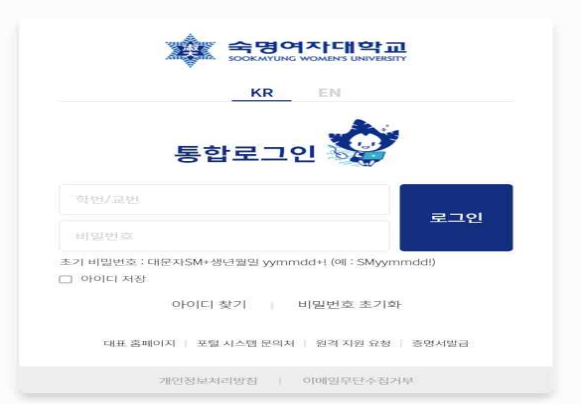 숙명여자대학교
SOOKMYUNG WOMEN'S UNIVERSITY
KR EN
통합로그인
학번/교번
로그인
비밀번호
초기 비밀번호 : 대문자SM+생년월일 yymmdd+! (예 : SMyymmdd!)
아이디 저장
아이디 찾기 | 비밀번호 초기화
대표 홈페이지 | 포털 시스템 문의처 | 원격 지원 요청 | 증명서발급
개인정보처리방침 | 이메일무단수집거부